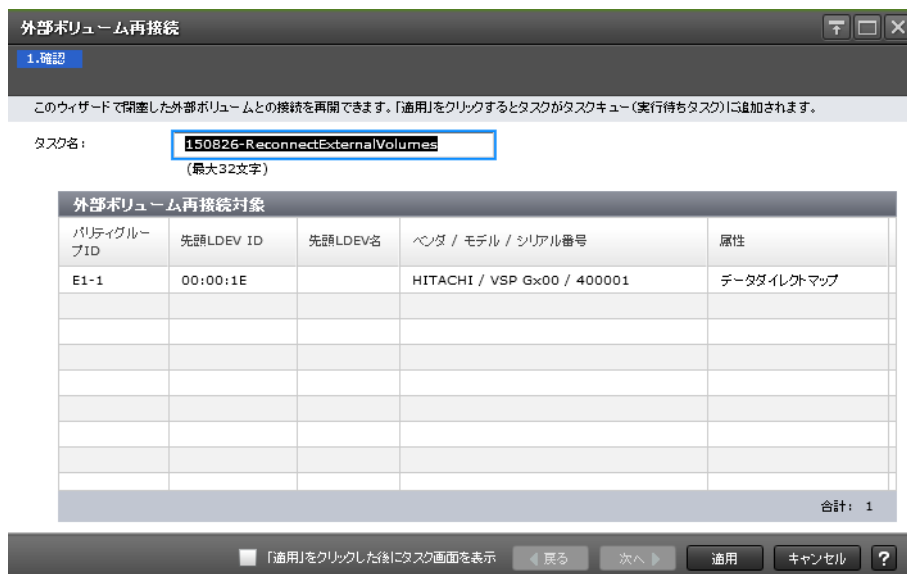 外部ボリューム再接続
1.確認
このウィザードで閉塞した外部ボリュームとの接続を再開できます。「適用」をクリックするとタスクがタスクキュー(実行待ちタスク)に追加されます。
タスク名:
150826-ReconnectExternalVolumes
(最大32文字)
外部ボリューム再接続対象
パリティグルー
プID
先頭LDEV ID
先頭LDEV名
ベンダ / モデル / シリアル番号
属性
E1-1 00:00:1E HITACHI / VSP Gx00 / 400001 データダイレクトマップ
合計: 1
「適用」をクリックした後にタスク画面を表示 戻る 次へ 適用 キャンセル ?